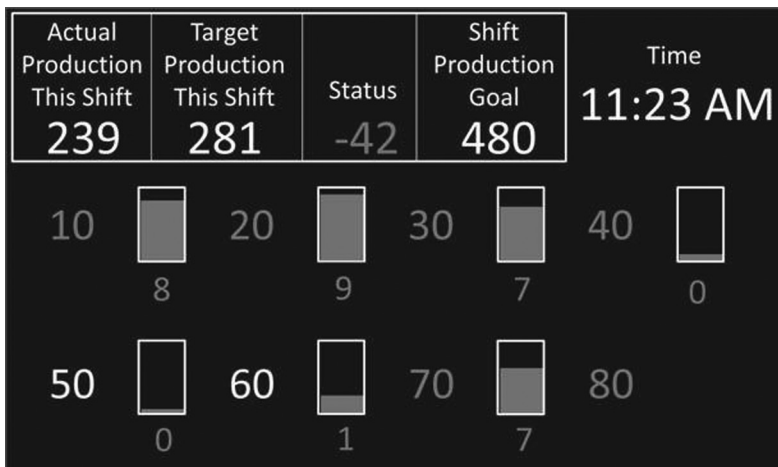 Actual
Production
This Shift
239
Target
Production
This Shift
281
Status
-42
Shift
Production
Goal
480
Time
11:23 AM
10 20 30 40
8 9 7 0
50 60 70 80
0 1 7